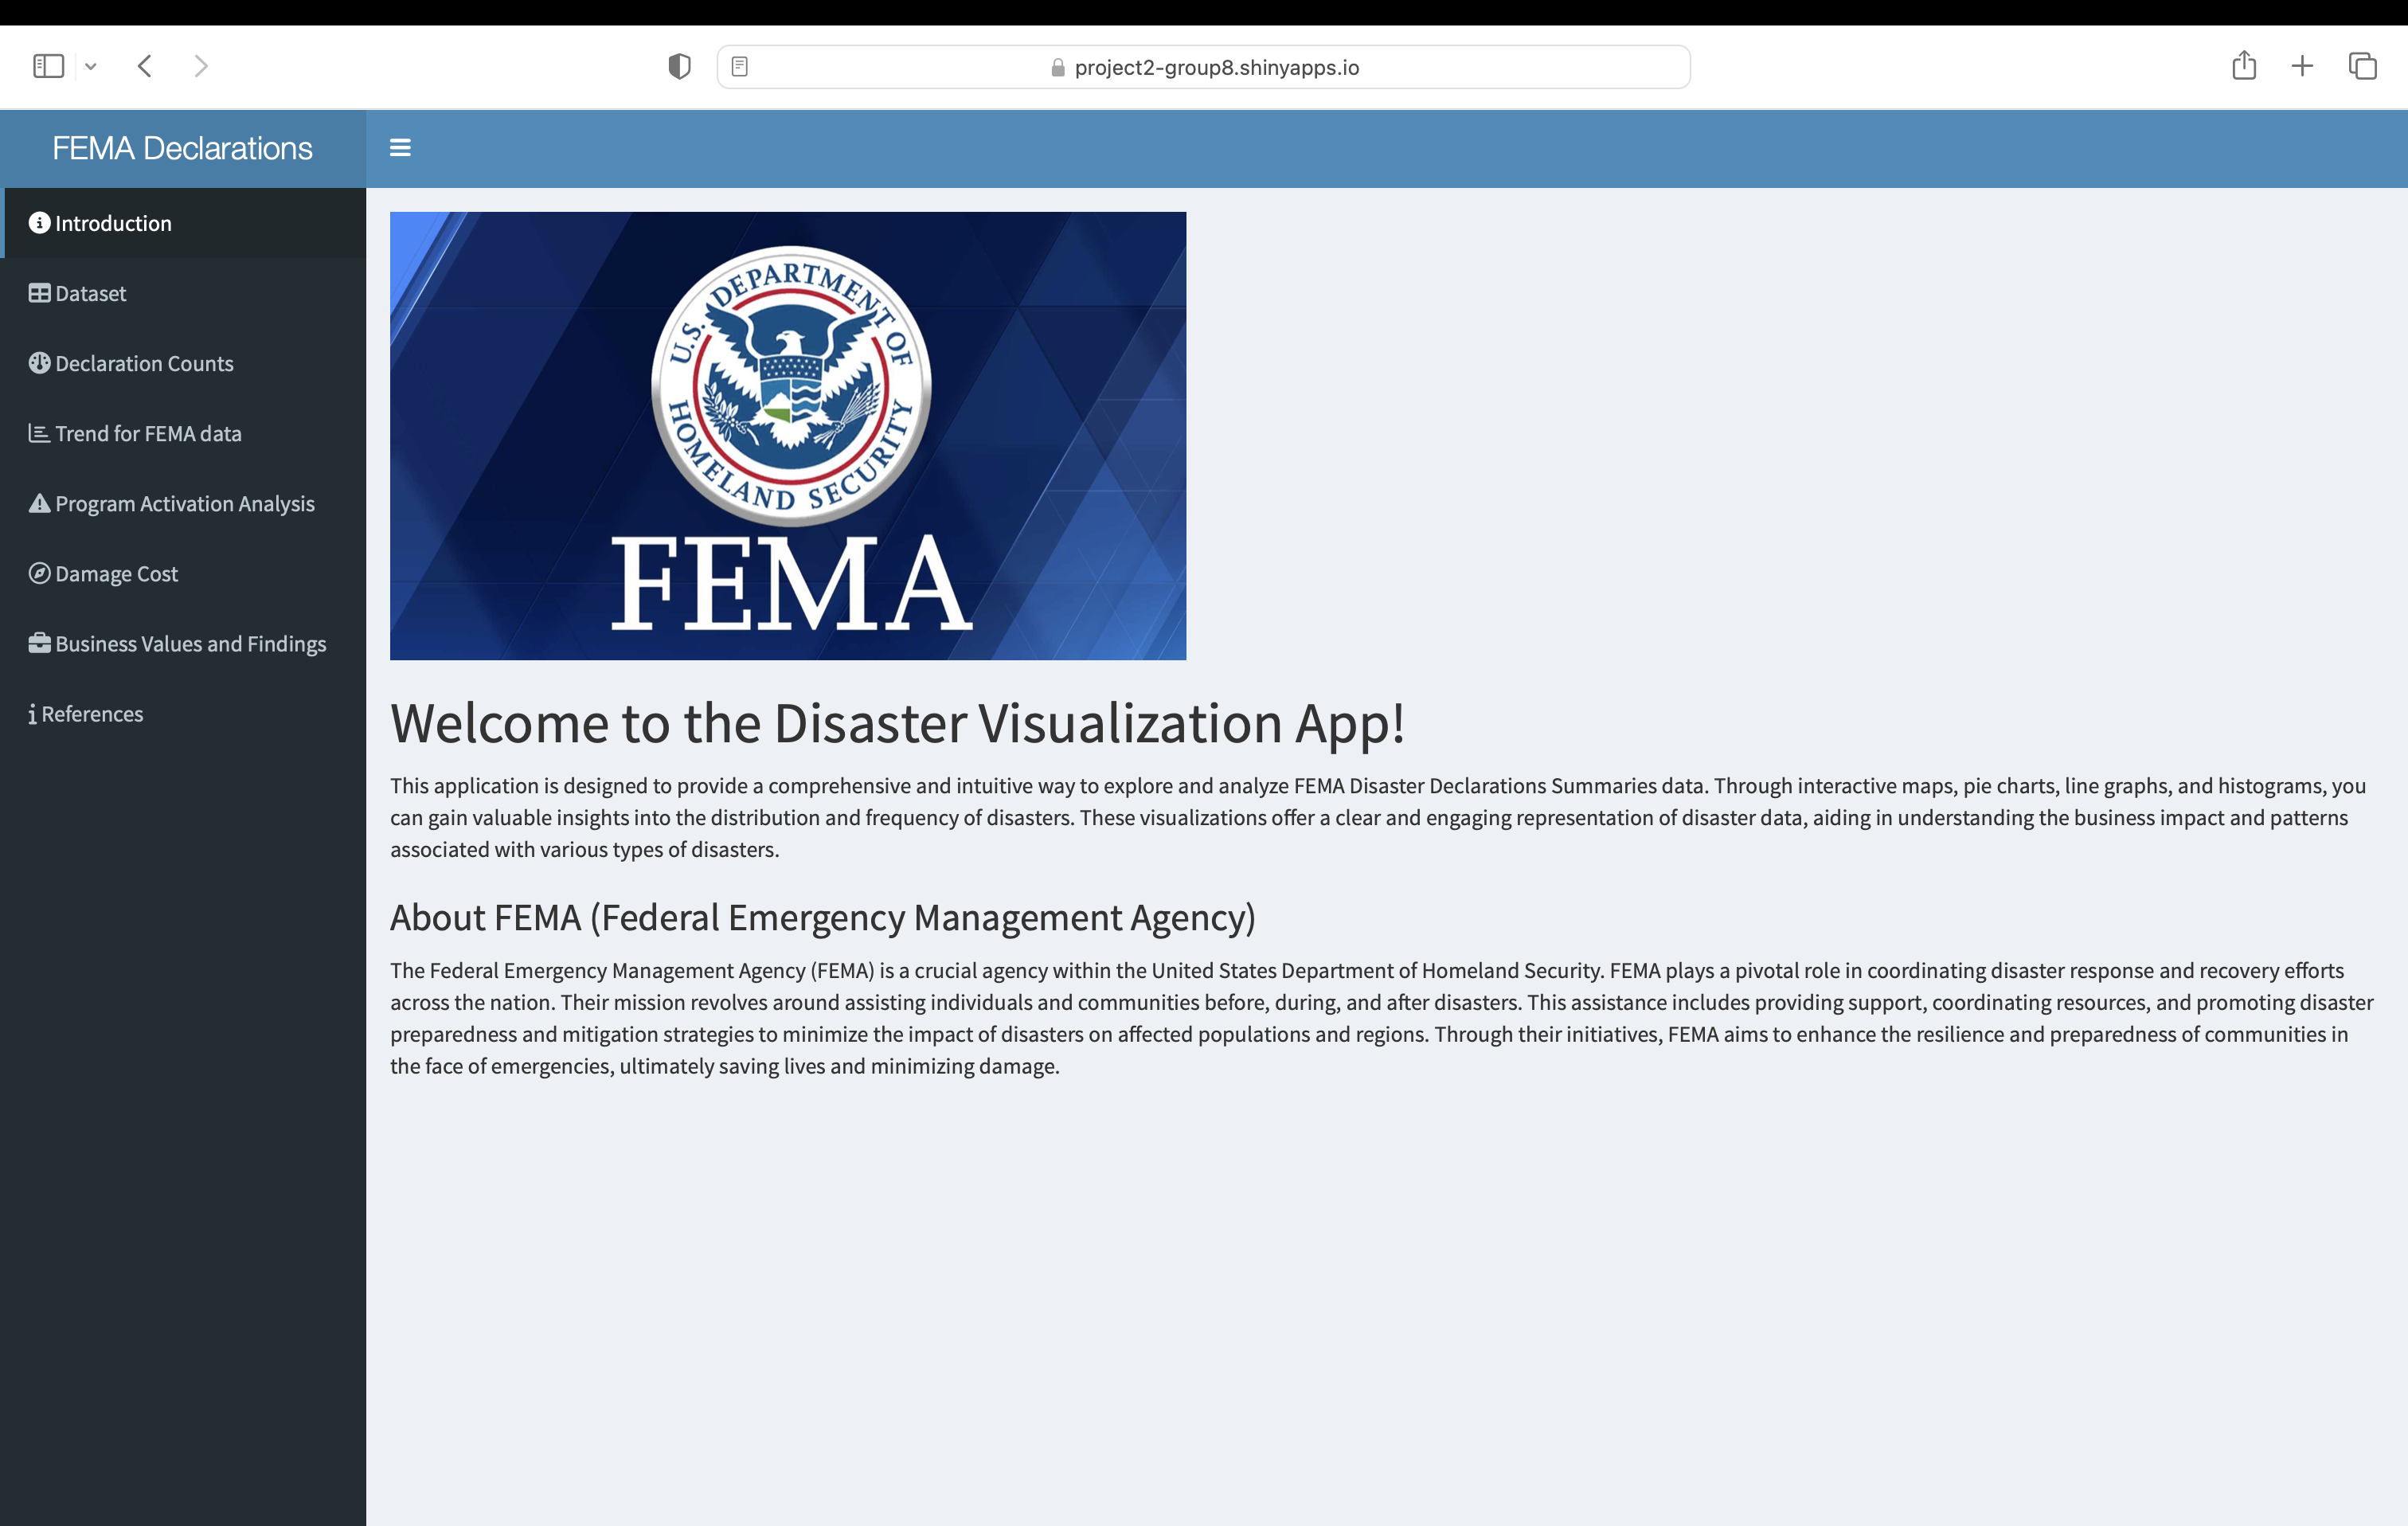 project2-group8.shinyapps.io
FEMA Declarations
Introduction
Dataset
Declaration Counts
Trend for FEMA data
Program Activation Analysis
Damage Cost
Business Values and Findings
References
U.S. DEPARTMENT OF
HOMELAND SECURITY
FEMA
Welcome to the Disaster Visualization App!
This application is designed to provide a comprehensive and intuitive way to explore and analyze FEMA Disaster Declarations Summaries data. Through interactive maps, pie charts, line graphs, and histograms, you
can gain valuable insights into the distribution and frequency of disasters. These visualizations offer a clear and engaging representation of disaster data, aiding in understanding the business impact and patterns
associated with various types of disasters.
About FEMA (Federal Emergency Management Agency)
The Federal Emergency Management Agency (FEMA) is a crucial agency within the United States Department of Homeland Security. FEMA plays a pivotal role in coordinating disaster response and recovery efforts
across the nation. Their mission revolves around assisting individuals and communities before, during, and after disasters. This assistance includes providing support, coordinating resources, and promoting disaster
preparedness and mitigation strategies to minimize the impact of disasters on affected populations and regions. Through their initiatives, FEMA aims to enhance the resilience and preparedness of communities in
the face of emergencies, ultimately saving lives and minimizing damage.